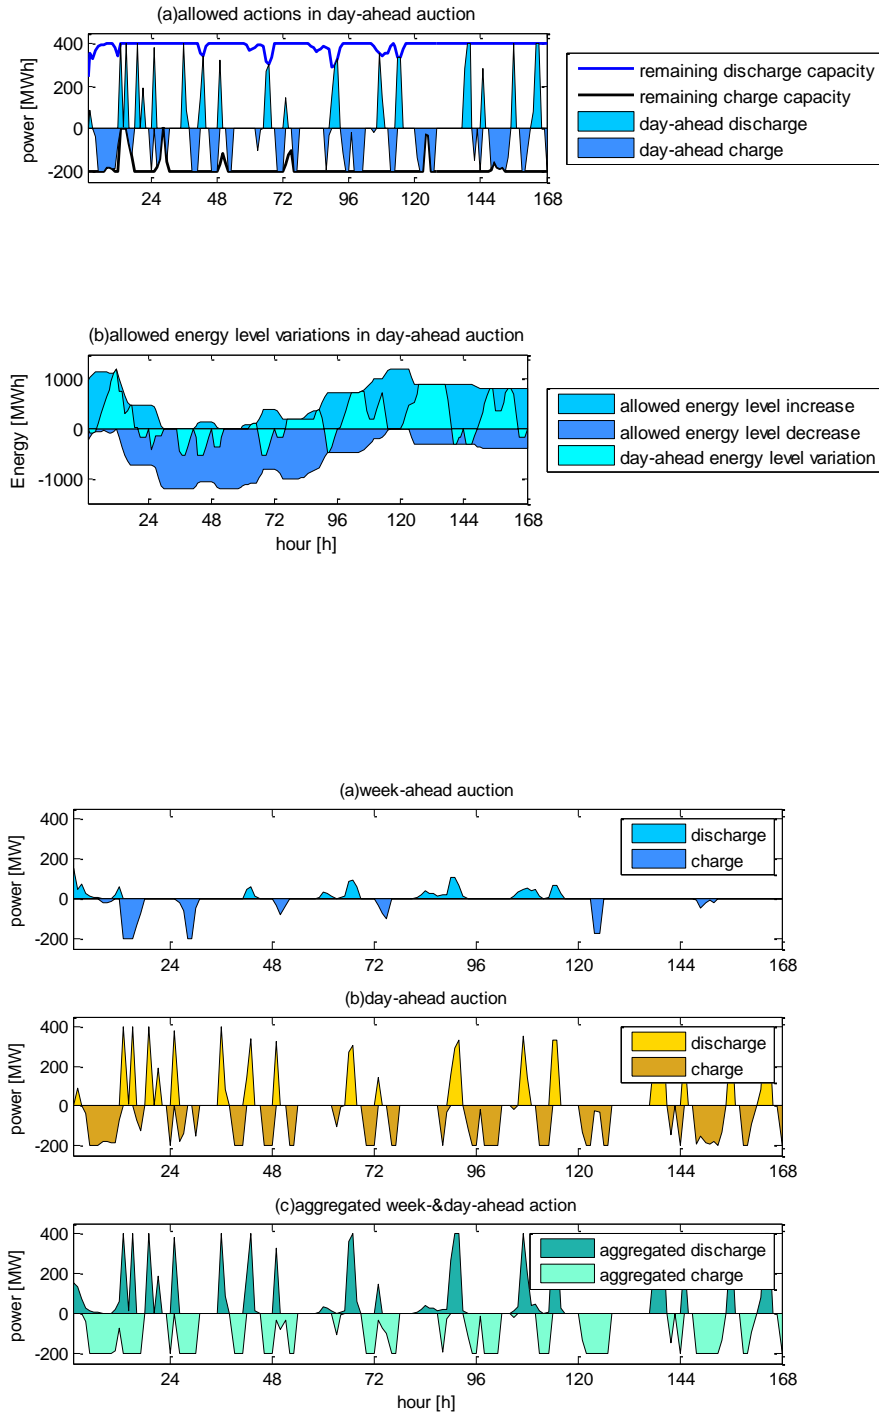 (a)allowed actions in day-ahead auction
power [MWh]
400
200
0
-200
24 48 72 96 120 144 168
remaining discharge capacity
remaining charge capacity
day-ahead discharge
day-ahead charge
(b)allowed energy level variations in day-ahead auction
Energy [MWh]
1000
0
-1000
24 48 72 96 120 144 168
hour [h]
allowed energy level increase
allowed energy level decrease
day-ahead energy level variation
(a)week-ahead auction
power [MW]
400
200
0
-200
24 48 72 96 120 144 168
discharge
charge
(b)day-ahead auction
power [MW]
400
200
0
-200
24 48 72 96 120 144 168
discharge
charge
(c)aggregated week-&day-ahead action
power [MW]
400
200
0
-200
24 48 72 96 120 144 168
hour [h]
aggregated discharge
aggregated charge